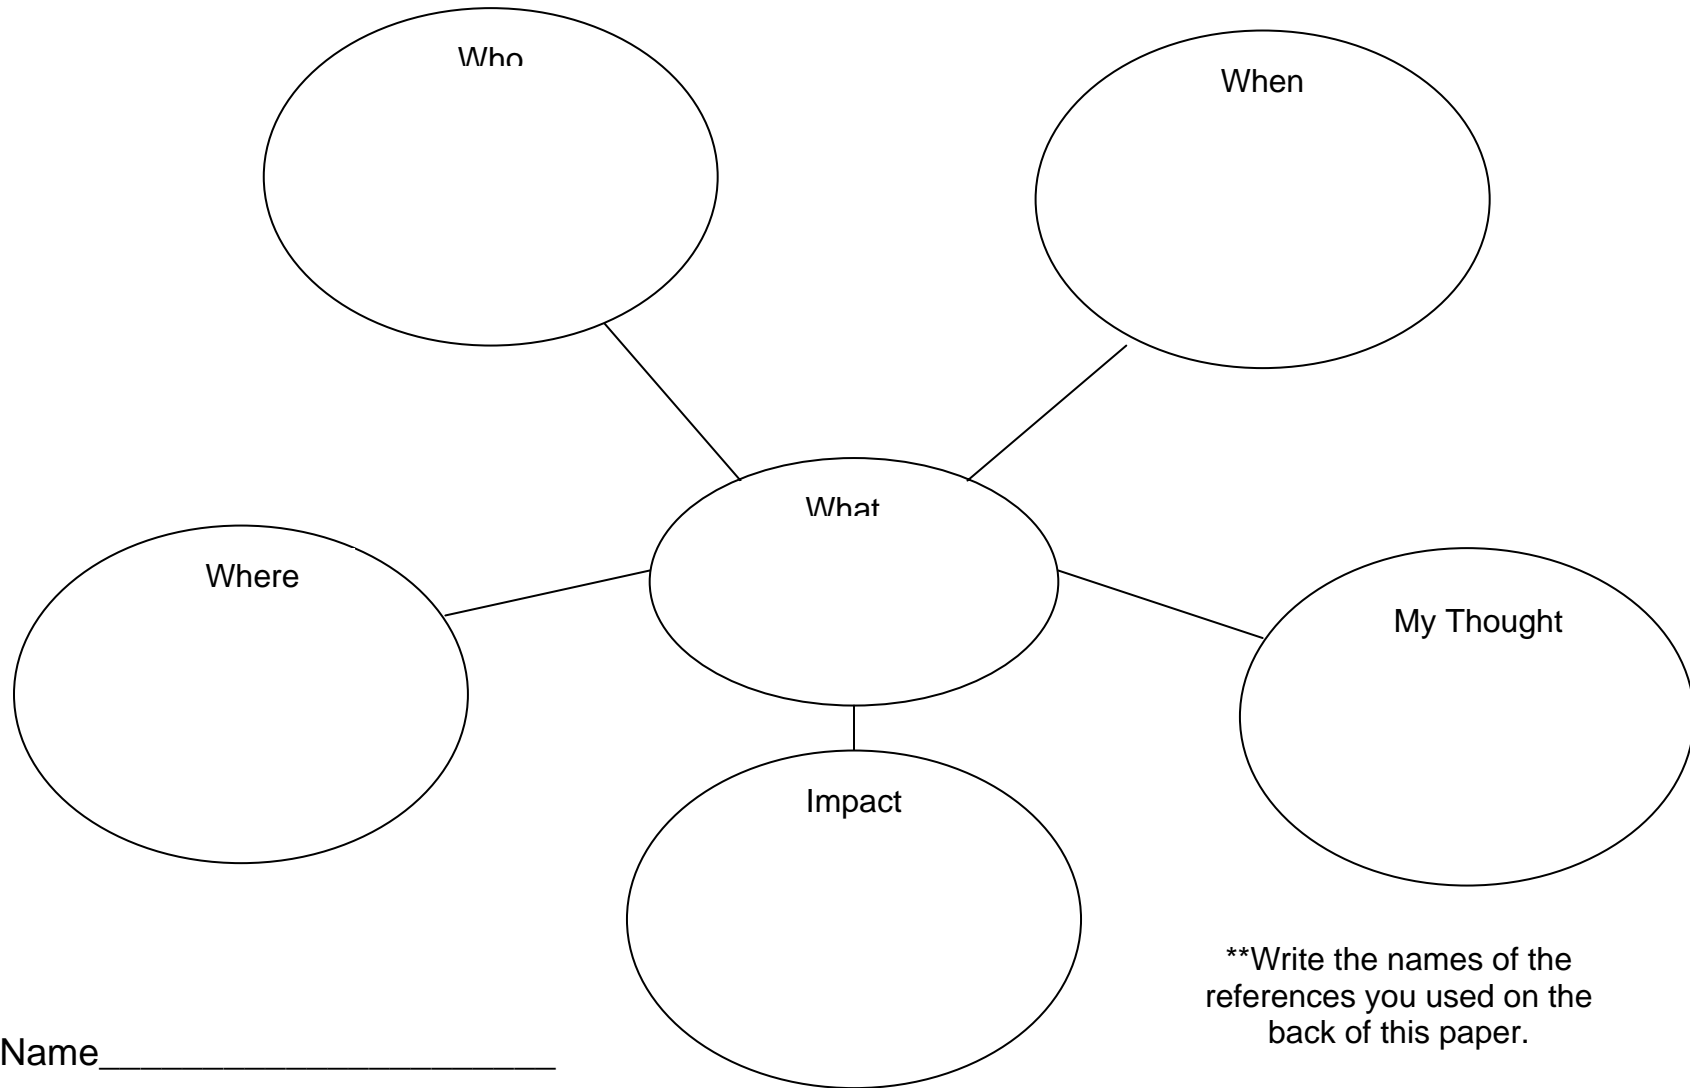 Who
When
What
Where
My Thought
Impact
**Write the names of the
references you used on the
back of this paper.
Name______________________